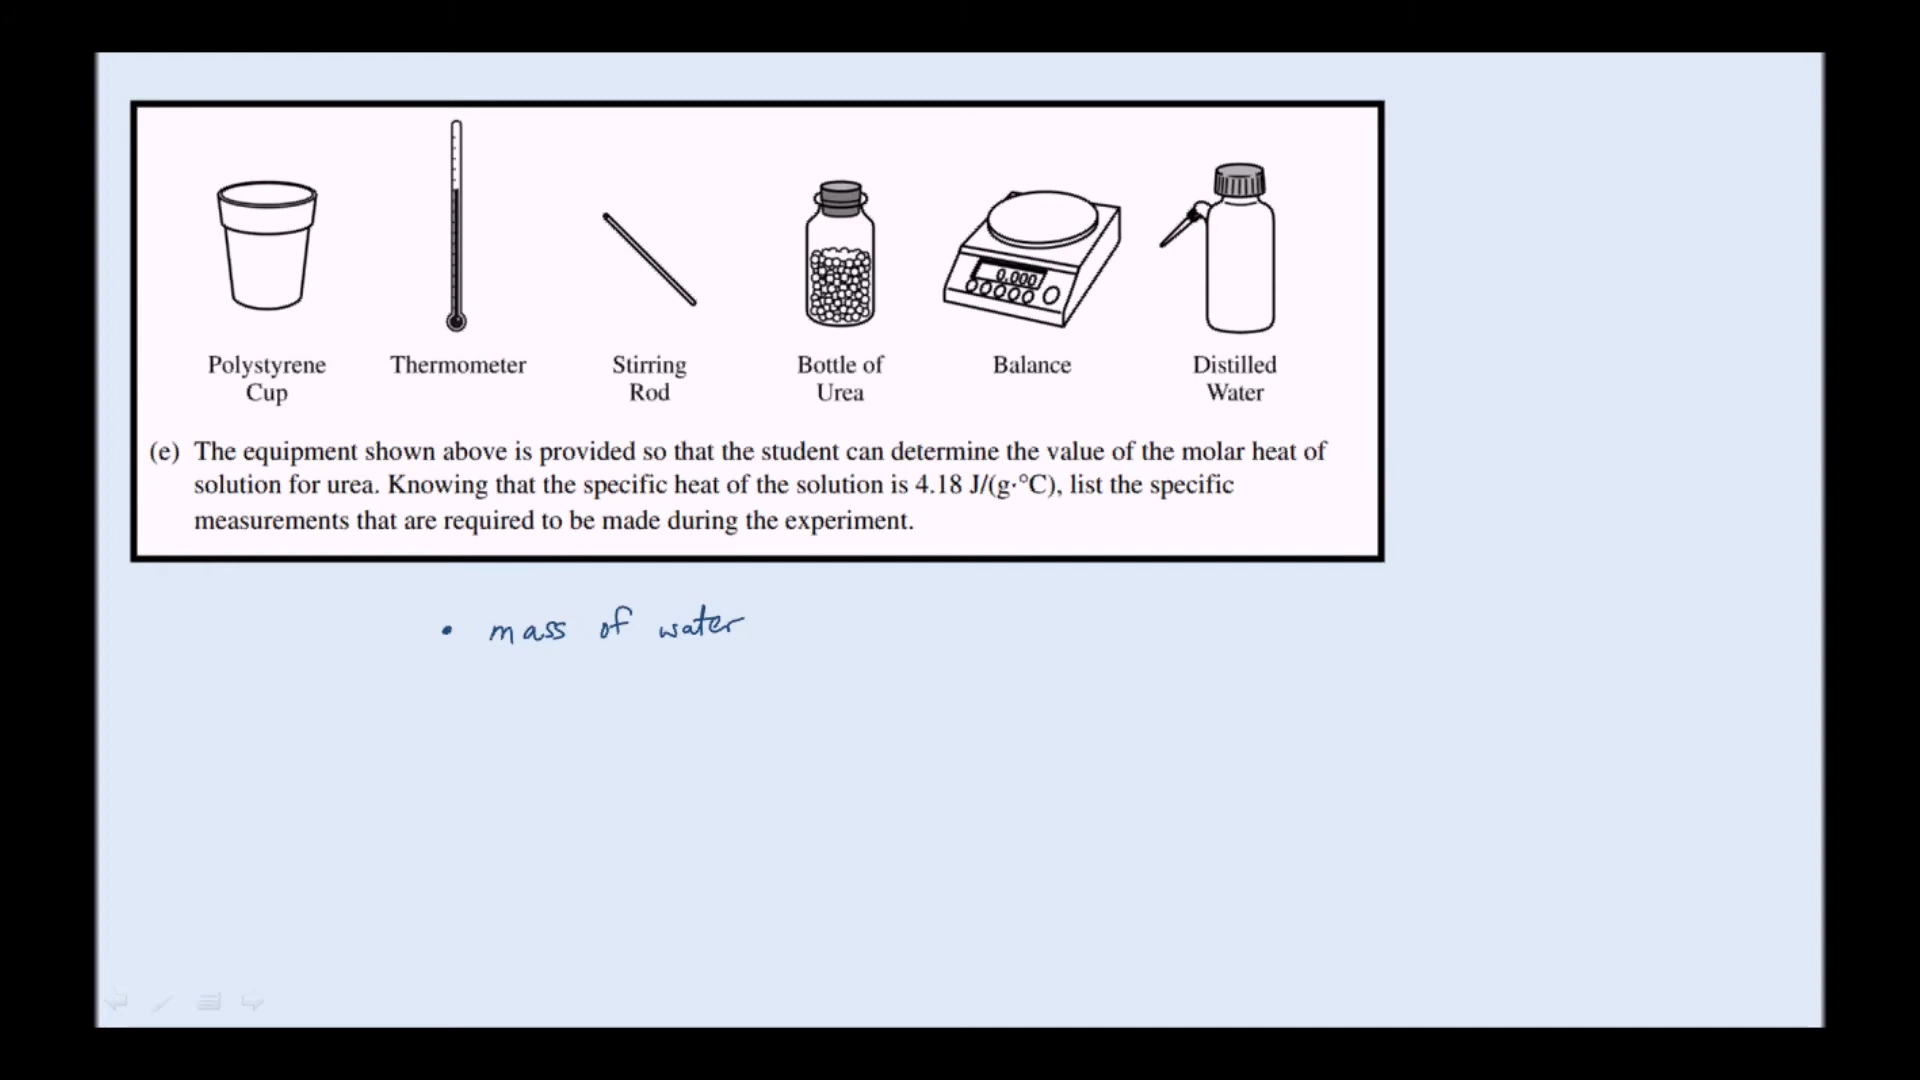 0.000
Polystyrene Cup
Thermometer
Stirring Rod
Bottle of Urea
Balance
Distilled Water
(e) The equipment shown above is provided so that the student can determine the value of the molar heat of
solution for urea. Knowing that the specific heat of the solution is 4.18 J/(g·°C), list the specific
measurements that are required to be made during the experiment.
• mass of water